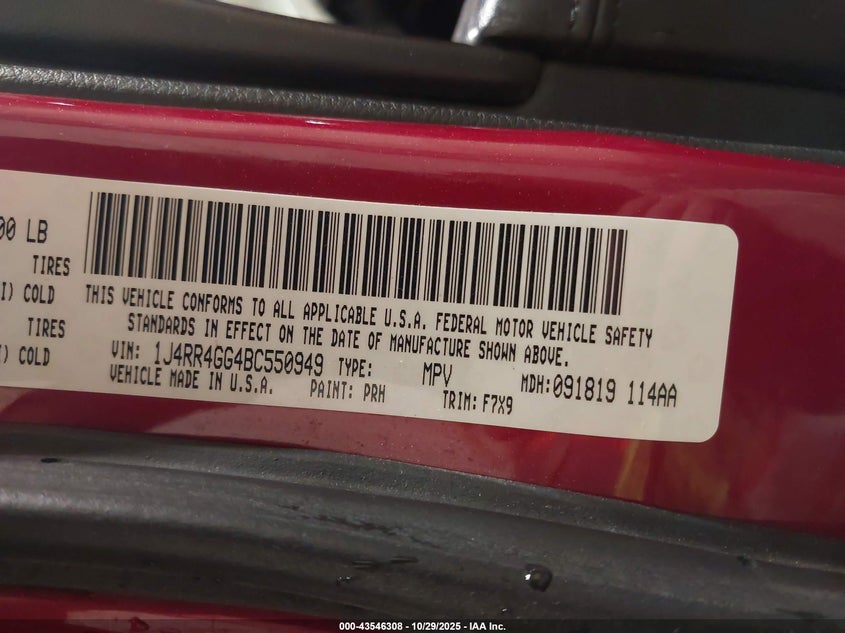 00 LB
TIRES
I) COLD
TIRES
) COLD
THIS VEHICLE CONFORMS TO ALL APPLICABLE U.S.A. FEDERAL MOTOR VEHICLE SAFETY
STANDARDS IN EFFECT ON THE DATE OF MANUFACTURE SHOWN ABOVE.
VIN: 1J4RR4GG4BC550949 TYPE: MPV MDH: 091819 114AA
VEHICLE MADE IN U.S.A. PAINT: PRH TRIM: F7X9
000-43546308 - 10/29/2025 - IAA Inc.